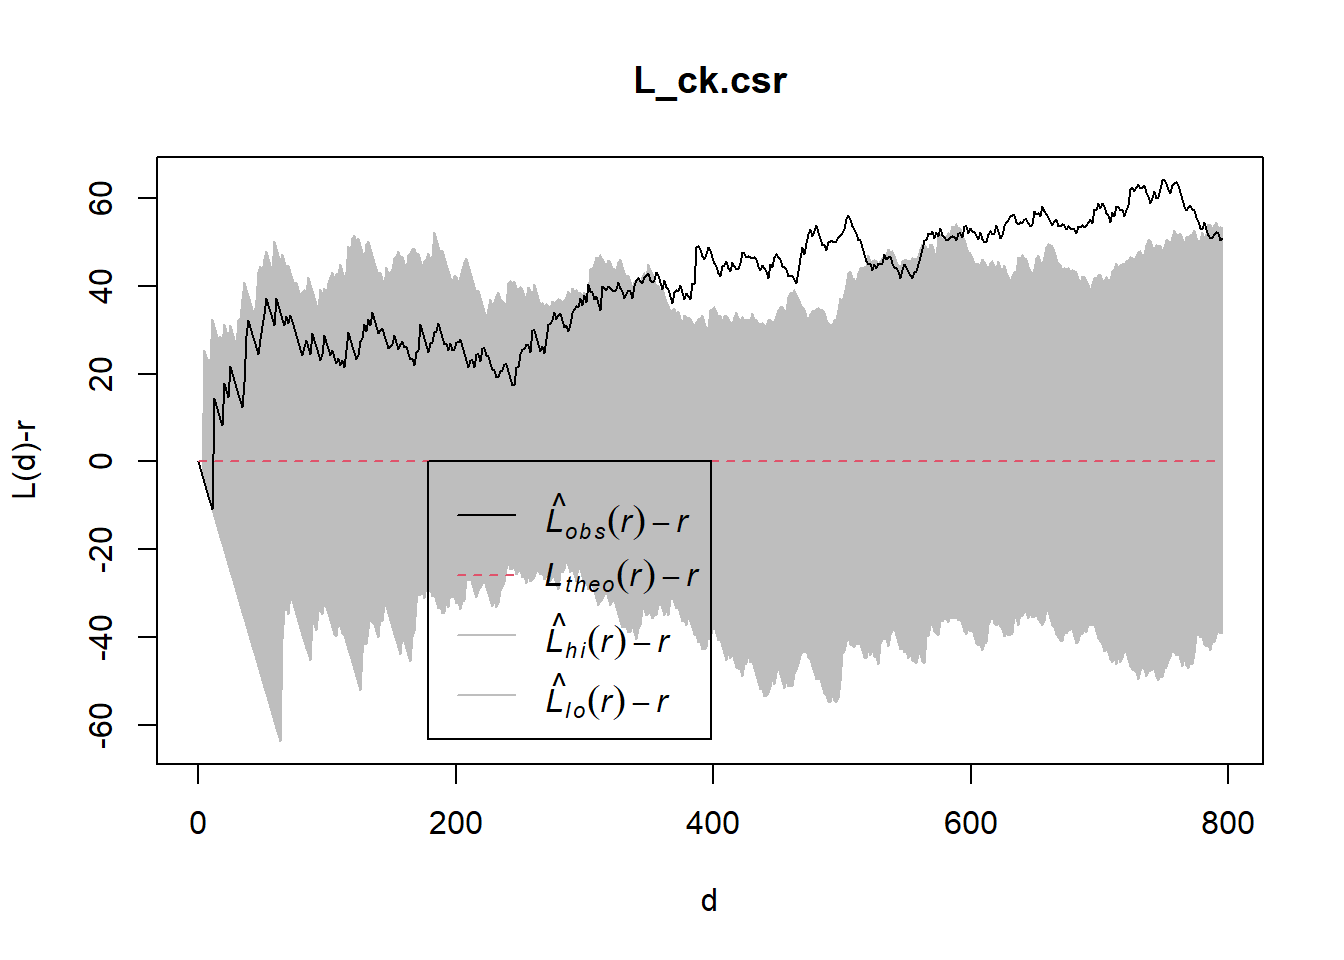 L_ck.csr
L(d)-r
60
40
20
0
-20
-40
-60
L̂obs(r) − r
Ltheo(r) − r
L̂hi(r) − r
L̂lo(r) − r
0 200 400 600 800
d